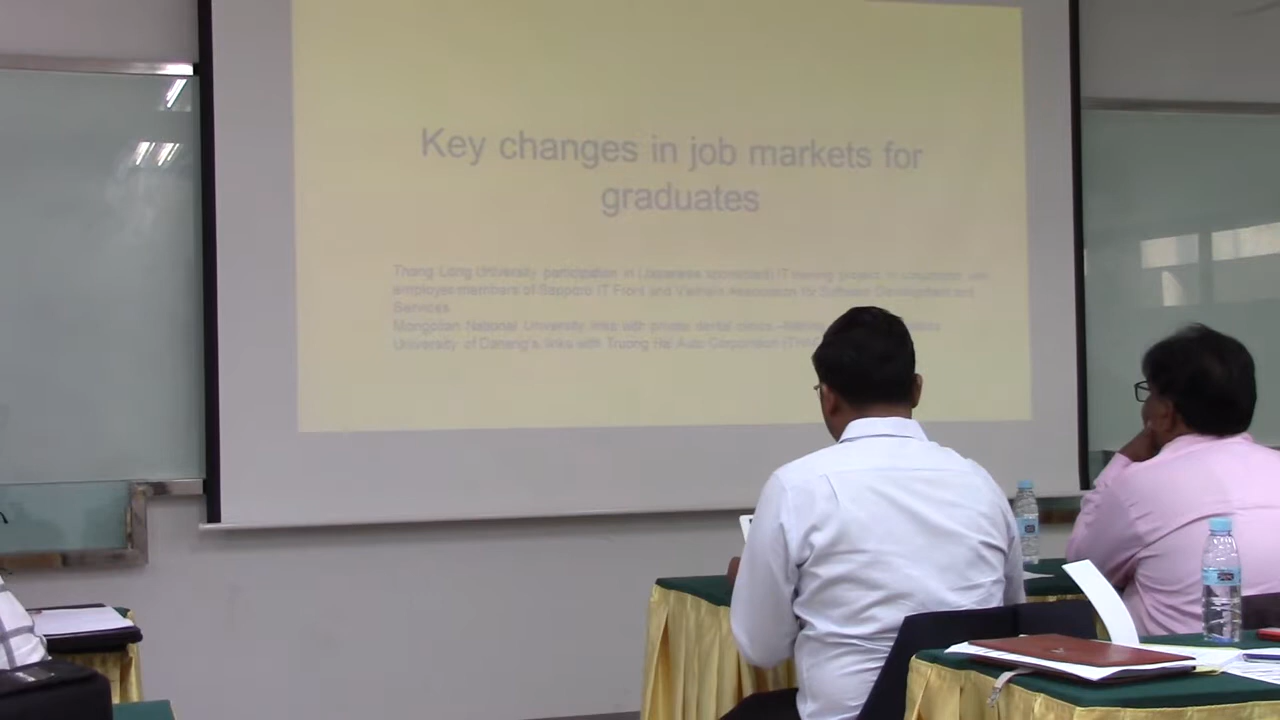 Key changes in job markets for
graduates
Thang Long University participation in (Japanese sponsored) IT training project in
employee members of Sapporo IT Front and Vietnam Association for Software Development and
Services
Mongolian National University links with private dental clinics
University of Danang's links with Truong Hai Auto Corporation